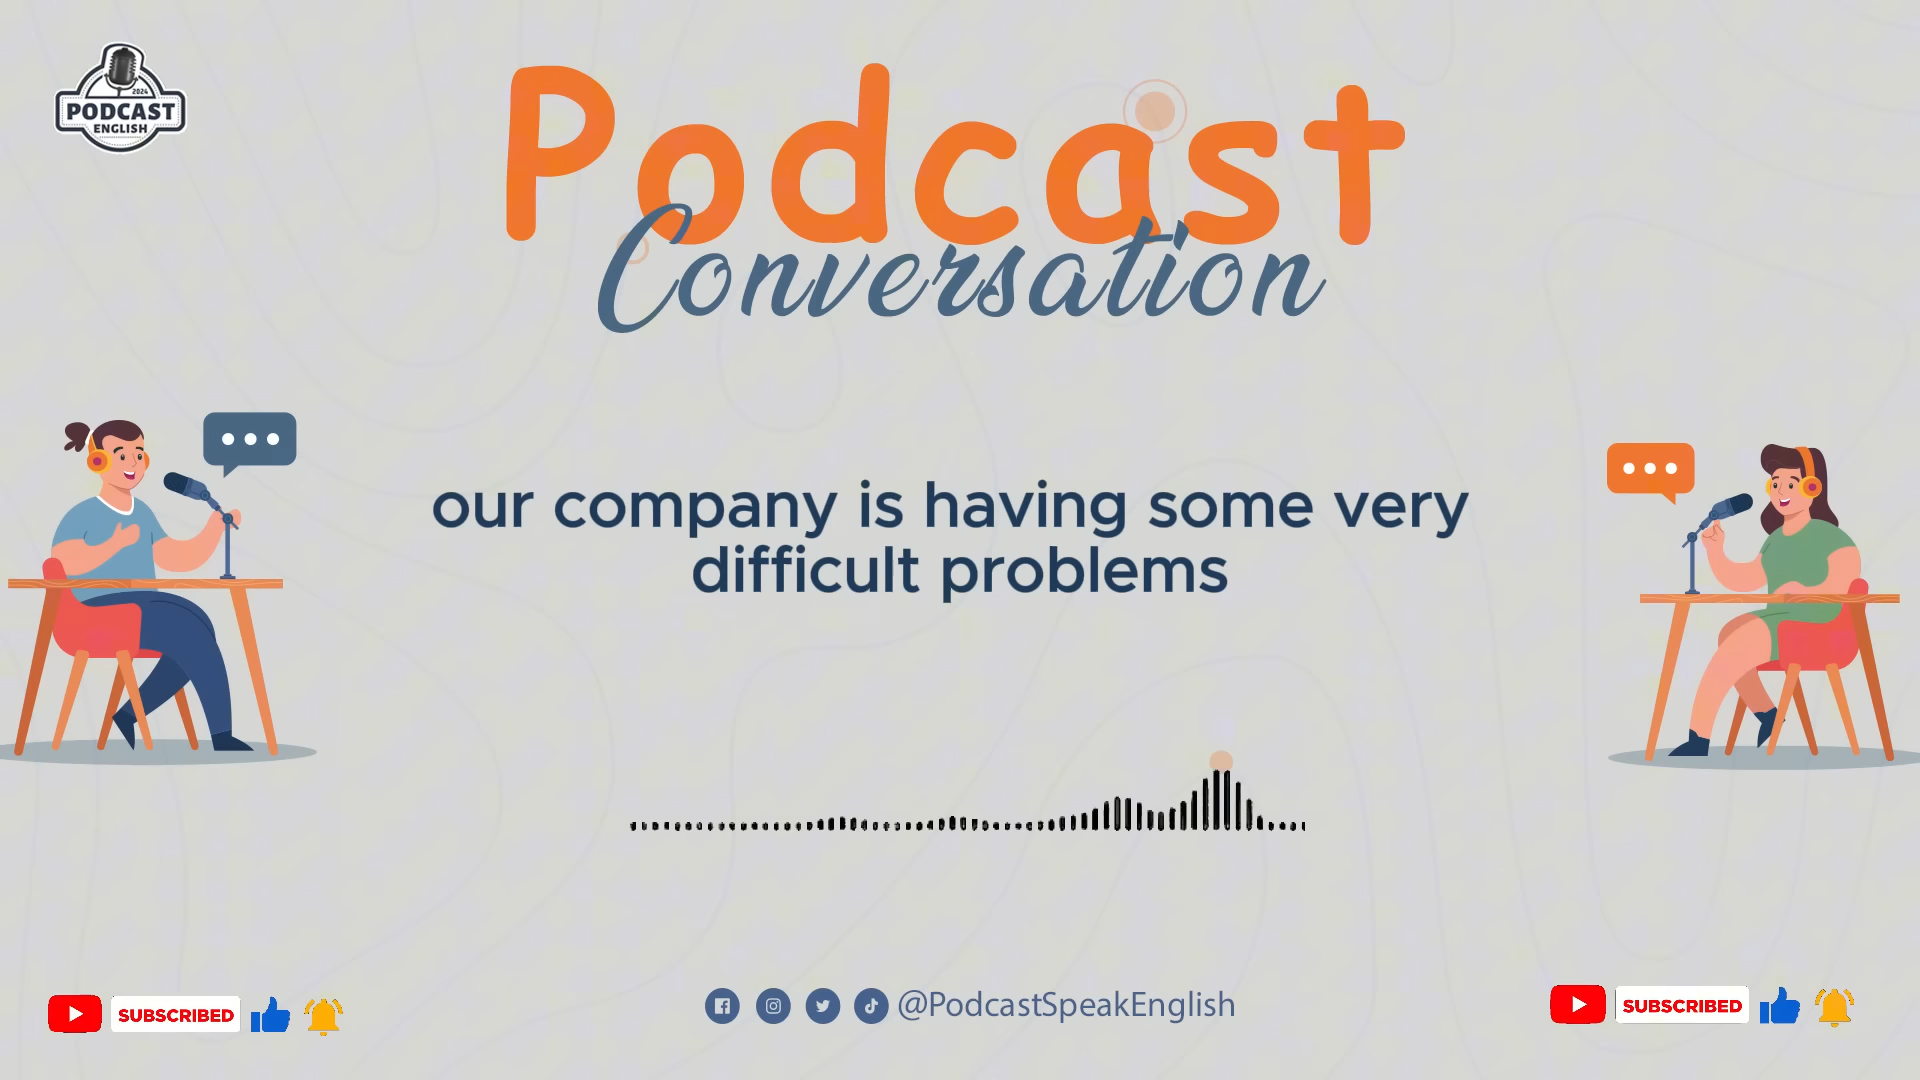 2024
PODCAST
ENGLISH
Podcast
Conversation
our company is having some very
difficult problems
SUBSCRIBED
@PodcastSpeakEnglish
SUBSCRIBED